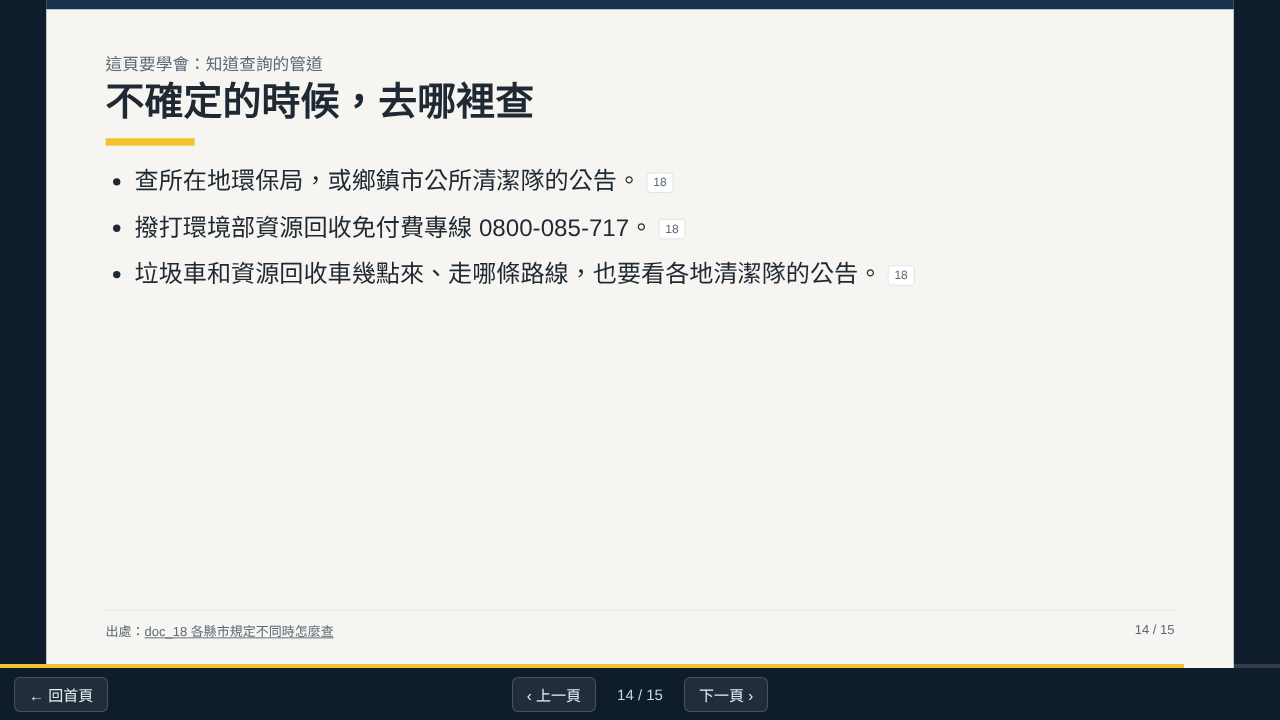 這頁要學會：知道查詢的管道
不確定的時候，去哪裡查
• 查所在地環保局，或鄉鎮市公所清潔隊的公告。 18
• 撥打環境部資源回收免付費專線 0800-085-717。 18
• 垃圾車和資源回收車幾點來、走哪條路線，也要看各地清潔隊的公告。 18
出處：doc_18 各縣市規定不同時怎麼查
14 / 15
← 回首頁
‹ 上一頁
14 / 15
下一頁 ›